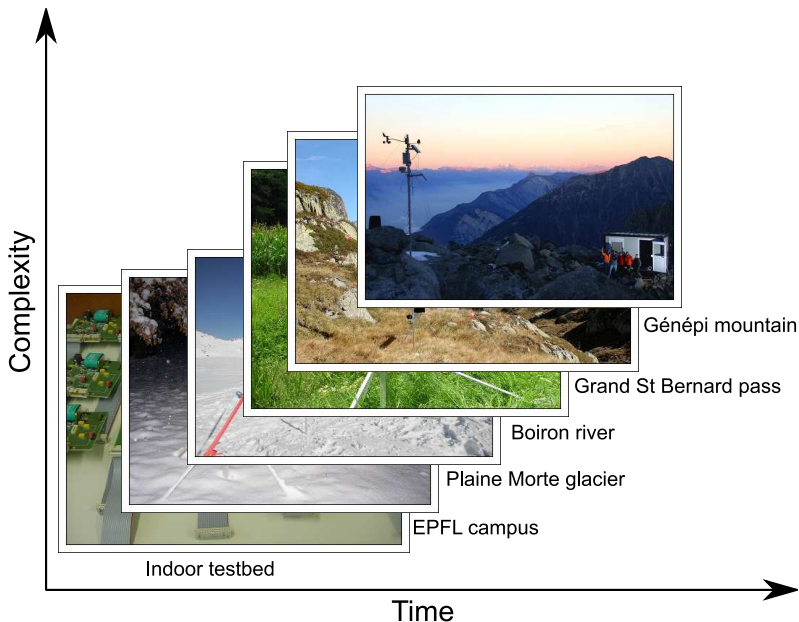 Complexity
Génépi mountain
Grand St Bernard pass
Boiron river
Plaine Morte glacier
EPFL campus
Indoor testbed
Time